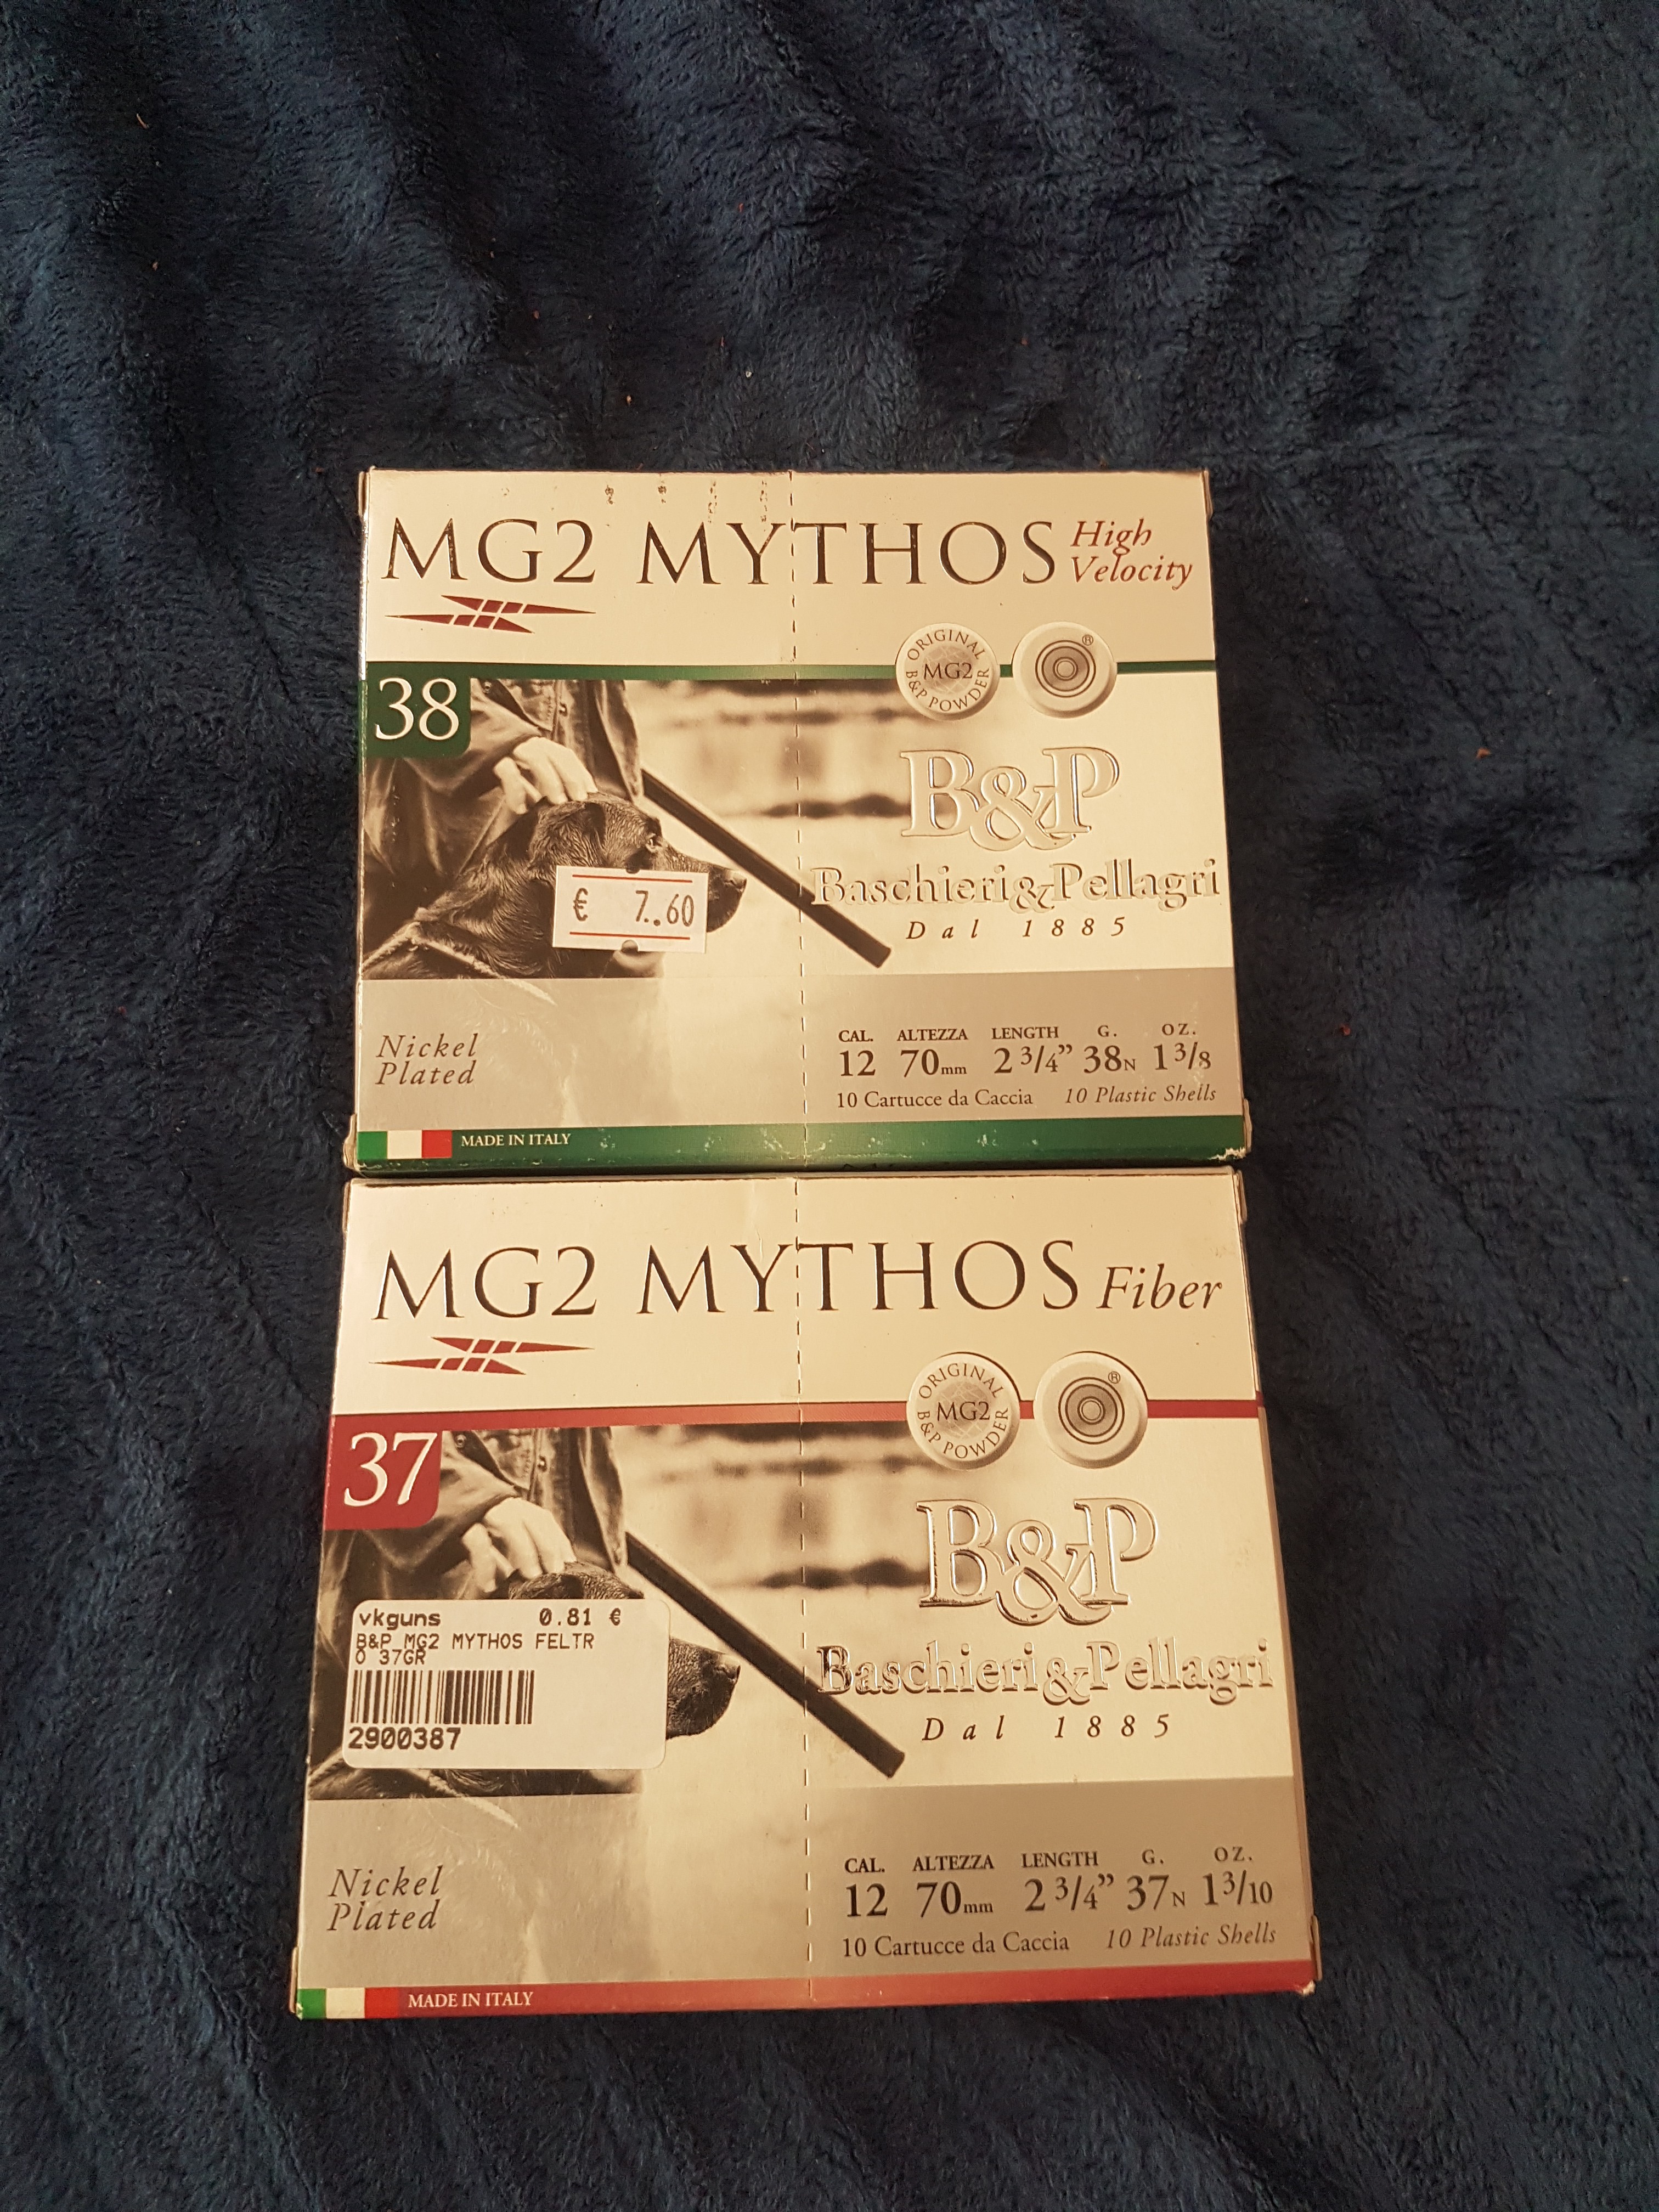 MG2 MYTHOS High
Velocity
ORIGINAL
MG2
B&P POWDER
®
38
B&P
€ 7.60
Baschieri&Pellagri
Dal 1885
Nickel
Plated
CAL. ALTEZZA LENGTH G. OZ.
12 70mm 2 3/4" 38N 1 3/8
10 Cartucce da Caccia 10 Plastic Shells
MADE IN ITALY
MG2 MYTHOS Fiber
ORIGINAL
MG2
B&P POWDER
®
37
B&P
vkguns 0.81 €
B&P MG2 MYTHOS FELTR
O 37GR
2900387
Baschieri&Pellagri
Dal 1885
Nickel
Plated
CAL. ALTEZZA LENGTH G. OZ.
12 70mm 2 3/4" 37N 1 3/10
10 Cartucce da Caccia 10 Plastic Shells
MADE IN ITALY